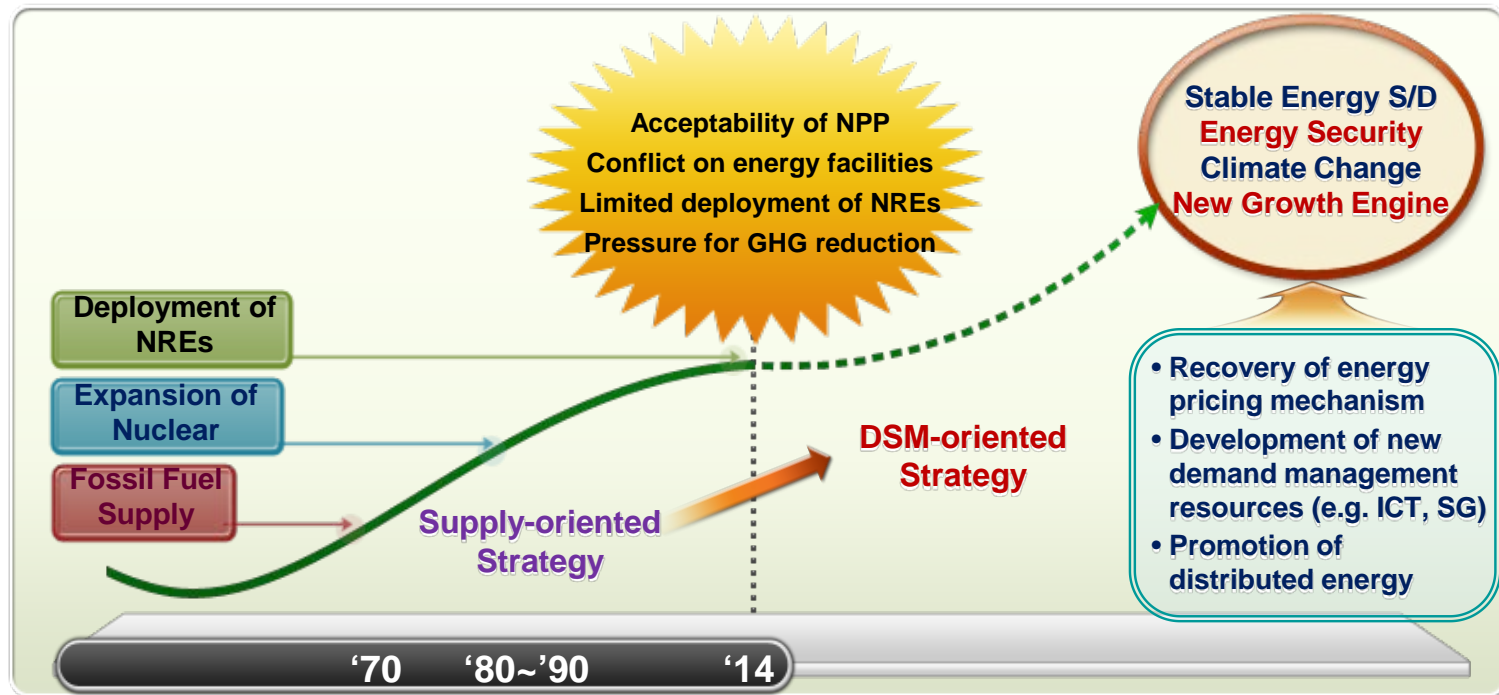 Acceptability of NPP
Conflict on energy facilities
Limited deployment of NREs
Pressure for GHG reduction
Stable Energy S/D
Energy Security
Climate Change
New Growth Engine
Deployment of
NREs
Expansion of
Nuclear
Fossil Fuel
Supply
Supply-oriented
Strategy
DSM-oriented
Strategy
• Recovery of energy
pricing mechanism
• Development of new
demand management
resources (e.g. ICT, SG)
• Promotion of
distributed energy
‘70 ‘80~’90 ‘14